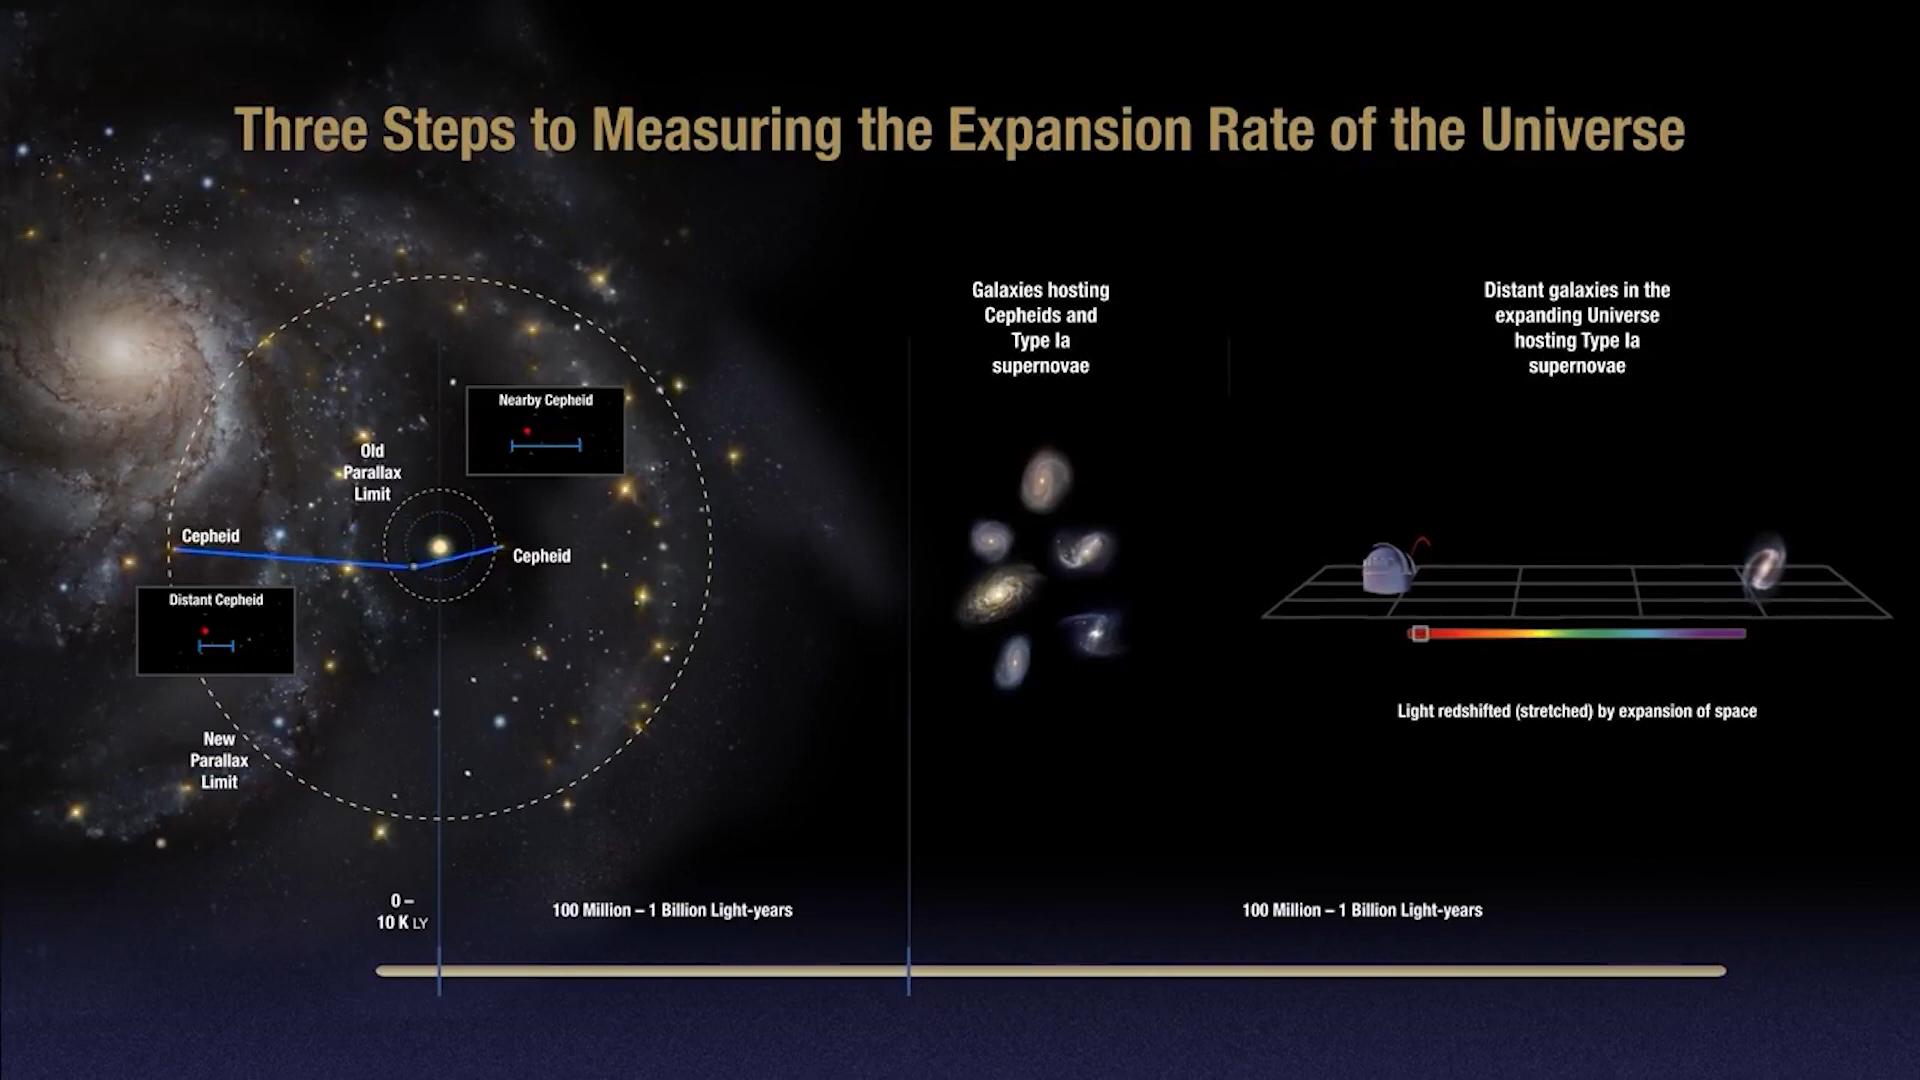 Three Steps to Measuring the Expansion Rate of the Universe
Galaxies hosting
Cepheids and
Type Ia
supernovae
Distant galaxies in the
expanding Universe
hosting Type Ia
supernovae
Nearby Cepheid
Old
Parallax
Limit
Cepheid
Cepheid
Distant Cepheid
New
Parallax
Limit
Light redshifted (stretched) by expansion of space
0 –
10 K LY
100 Million – 1 Billion Light-years
100 Million – 1 Billion Light-years